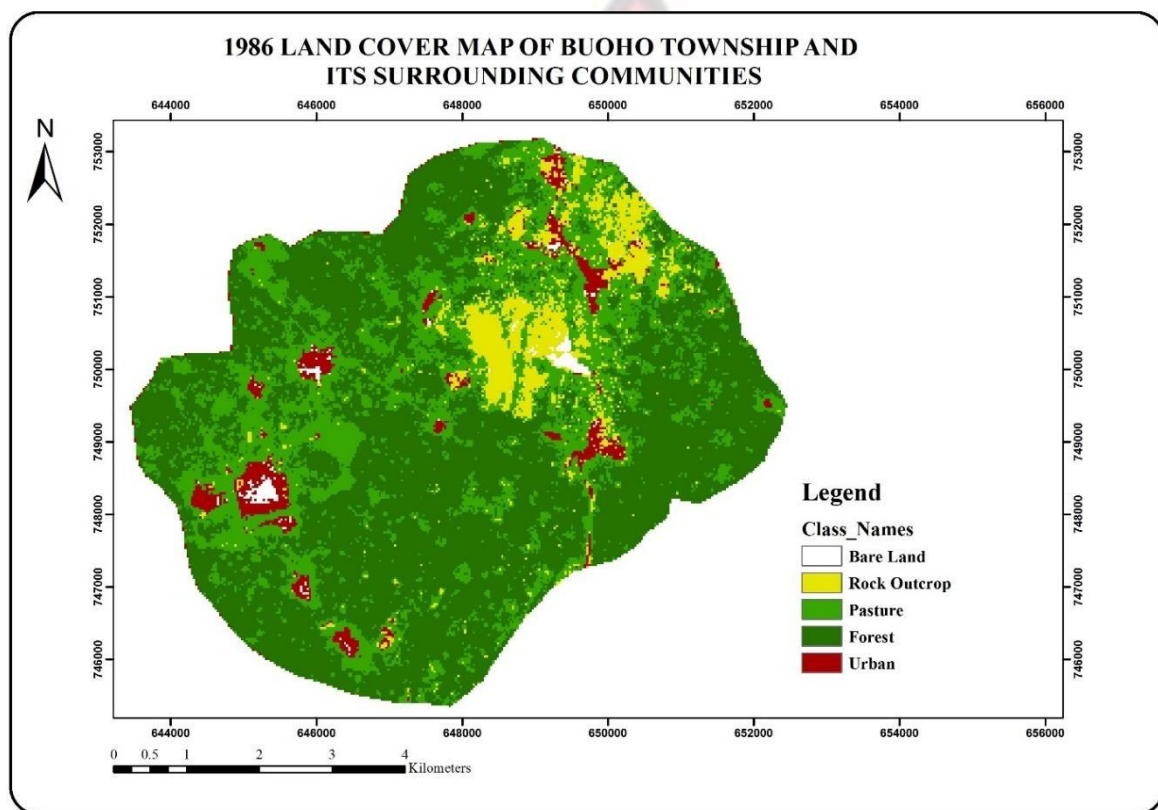 1986 LAND COVER MAP OF BUOHO TOWNSHIP AND
ITS SURROUNDING COMMUNITIES
N
644000 646000 648000 650000 652000 654000 656000
753000 753000
752000 752000
751000 751000
750000 750000
749000 749000
748000 748000
747000 747000
746000 746000
Legend
Class_Names
Bare Land
Rock Outcrop
Pasture
Forest
Urban
644000 646000 648000 650000 652000 654000 656000
0 0.5 1 2 3 4
Kilometers